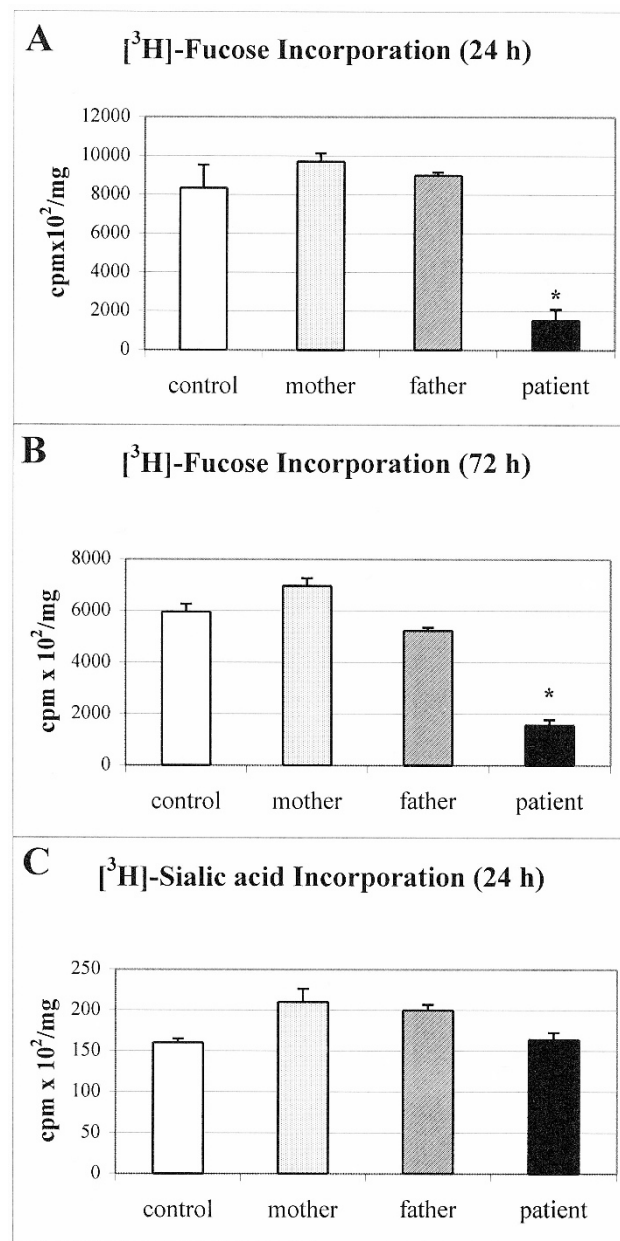 A
[³H]-Fucose Incorporation (24 h)
cpmx10²/mg
12000
10000
8000
6000
4000
2000
0
*
control mother father patient
B
[³H]-Fucose Incorporation (72 h)
cpm x 10²/mg
8000
6000
4000
2000
0
*
control mother father patient
C
[³H]-Sialic acid Incorporation (24 h)
cpm x 10²/mg
250
200
150
100
50
0
control mother father patient